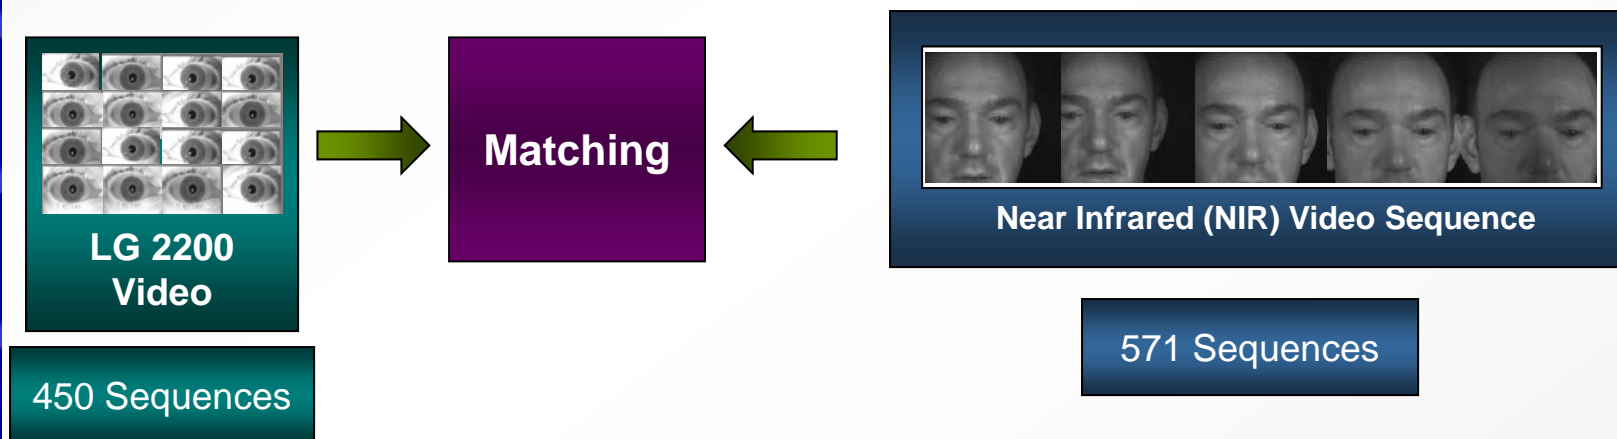 LG 2200
Video
450 Sequences
Matching
Near Infrared (NIR) Video Sequence
571 Sequences